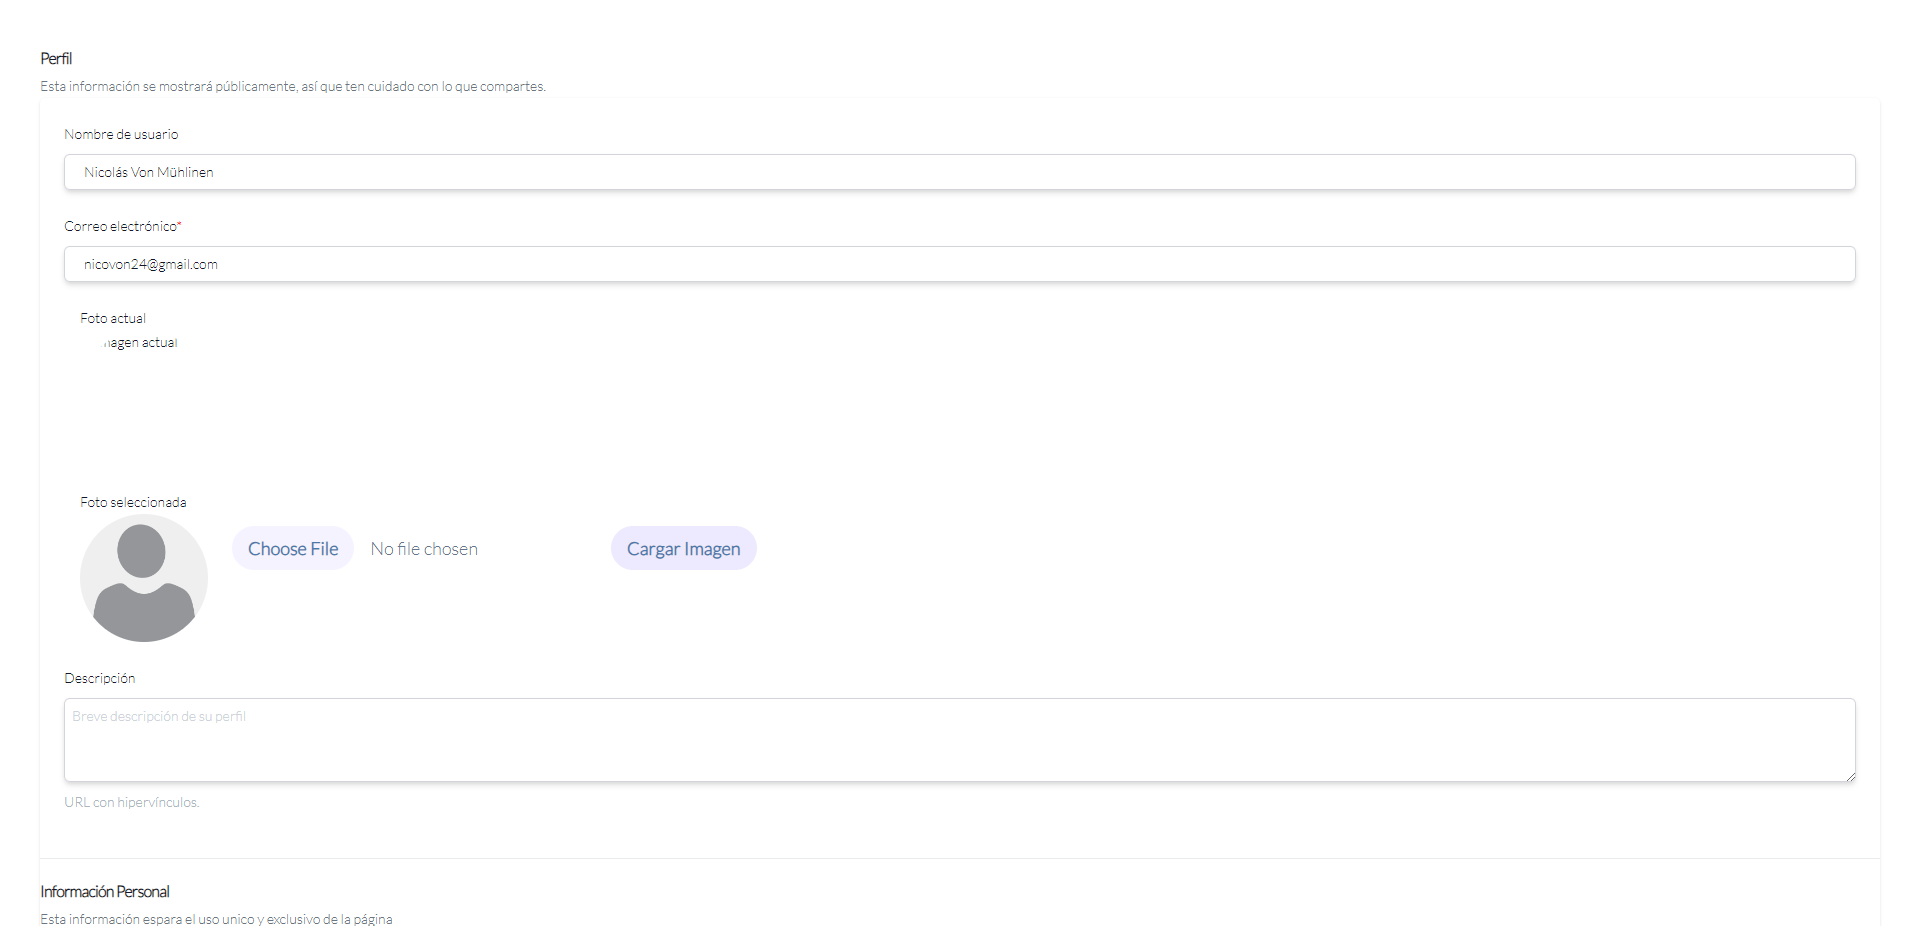 Perfil
Esta información se mostrará públicamente, así que ten cuidado con lo que compartes.
Nombre de usuario
Nicolás Von Mühlinen
Correo electrónico*
nicovon24@gmail.com
Foto actual
agen actual
Foto seleccionada
Choose File No file chosen Cargar Imagen
Descripción
Breve descripción de su perfil
URL con hipervínculos.
Información Personal
Esta información espara el uso unico y exclusivo de la página